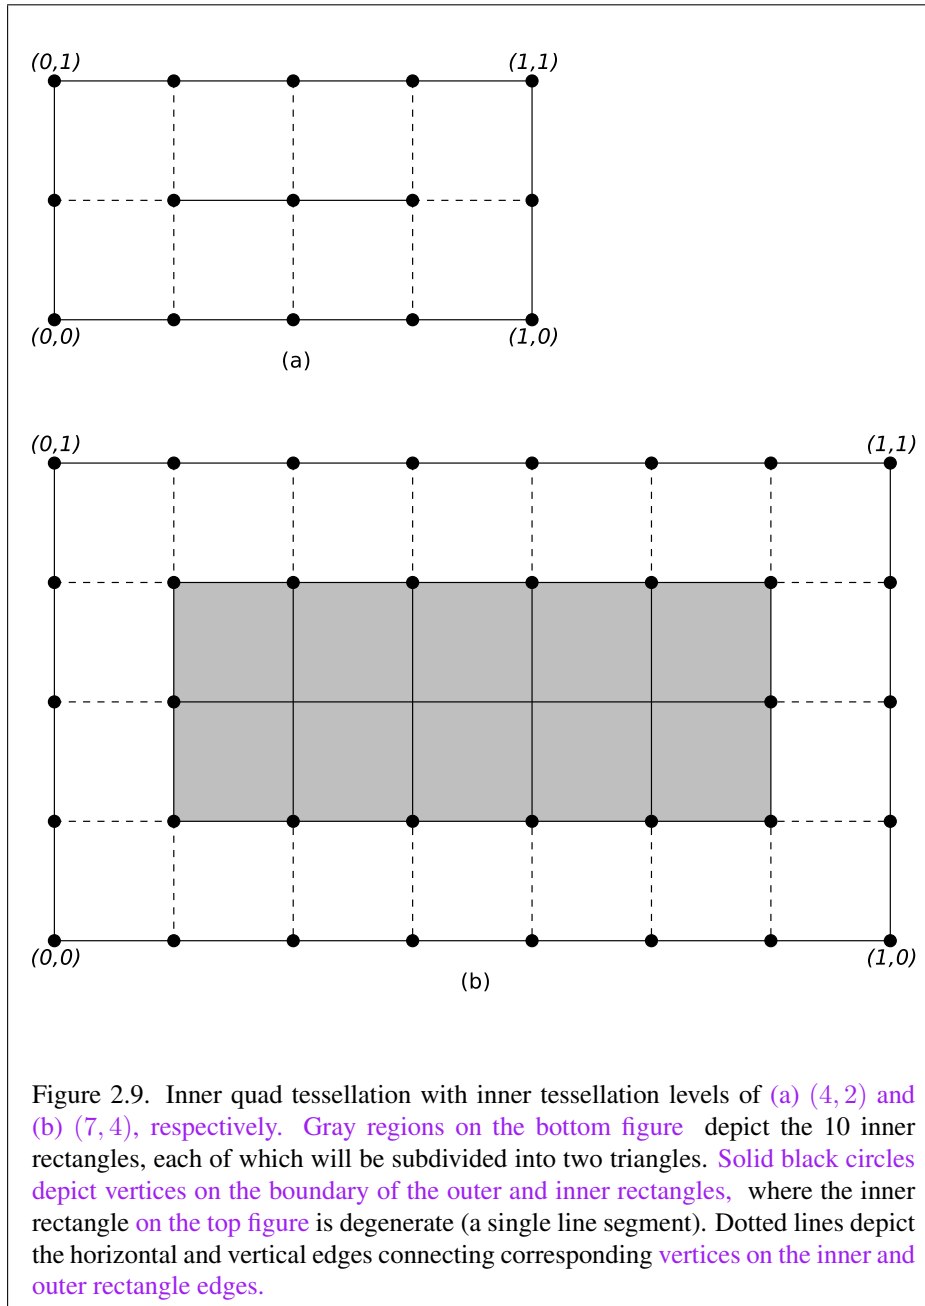 (0,1) (1,1)
(0,0) (1,0)
(a)
(0,1) (1,1)
(0,0) (1,0)
(b)
Figure 2.9. Inner quad tessellation with inner tessellation levels of (a) (4, 2) and
(b) (7, 4), respectively. Gray regions on the bottom figure depict the 10 inner
rectangles, each of which will be subdivided into two triangles. Solid black circles
depict vertices on the boundary of the outer and inner rectangles, where the inner
rectangle on the top figure is degenerate (a single line segment). Dotted lines depict
the horizontal and vertical edges connecting corresponding vertices on the inner and
outer rectangle edges.